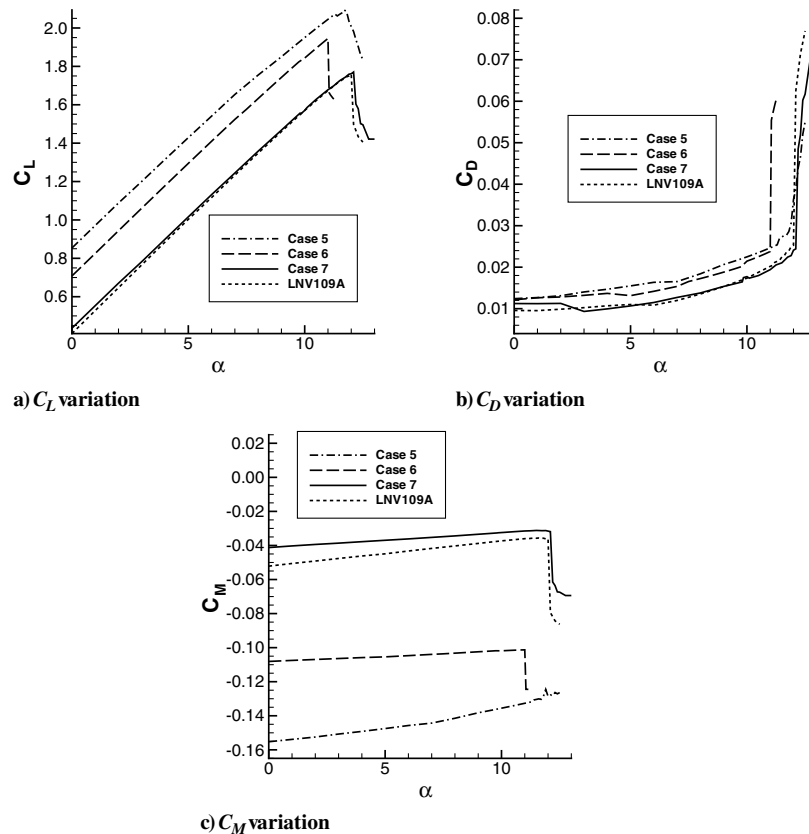 2.0
1.8
1.6
1.4
1.2
1.0
0.8
0.6
C_L
0
5
10
α
Case 5
Case 6
Case 7
LNV109A
a) C_L variation
0.08
0.07
0.06
0.05
0.04
0.03
0.02
0.01
C_D
0
5
10
α
Case 5
Case 6
Case 7
LNV109A
b) C_D variation
0.02
0.00
-0.02
-0.04
-0.06
-0.08
-0.10
-0.12
-0.14
-0.16
C_M
0
5
10
α
Case 5
Case 6
Case 7
LNV109A
c) C_M variation